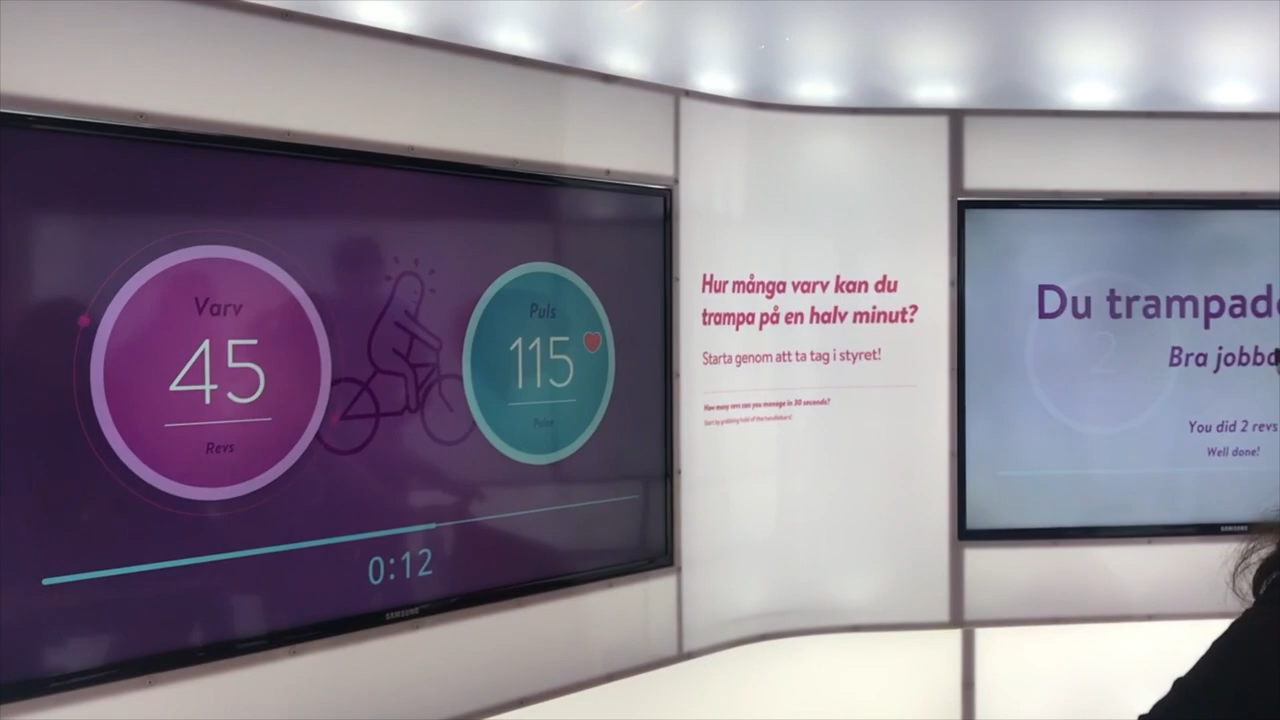 Varv
45
Revs
Puls
115
Pulse
0:12
SAMSUNG
Hur många varv kan du
trampa på en halv minut?
Starta genom att ta tag i styret!
How many revs can you manage in 30 seconds?
Start by grabbing hold of the handlebars!
Du trampad
2
Bra jobba
You did 2 revs
Well done!
SAMSUNG